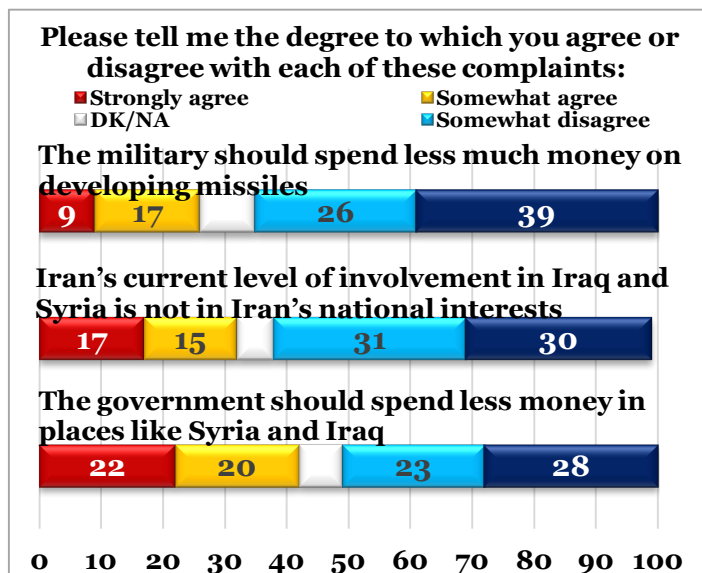 Please tell me the degree to which you agree or
disagree with each of these complaints:
Strongly agree Somewhat agree
DK/NA Somewhat disagree
The military should spend less much money on
developing missiles
9 17 26 39
Iran's current level of involvement in Iraq and
Syria is not in Iran's national interests
17 15 31 30
The government should spend less money in
places like Syria and Iraq
22 20 23 28
0 10 20 30 40 50 60 70 80 90 100